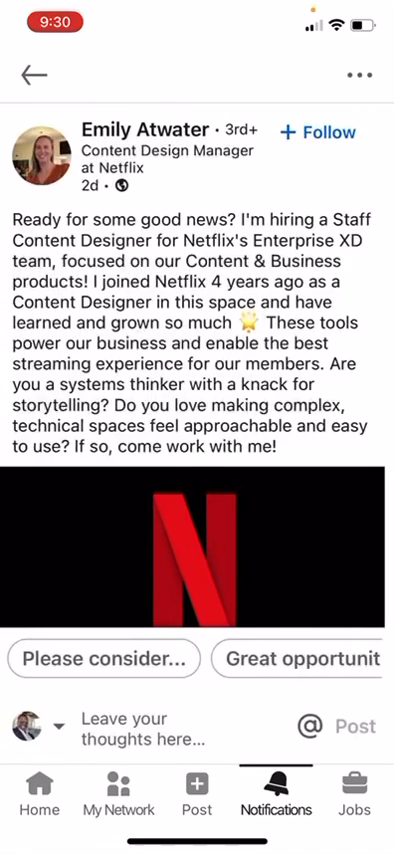 9:30
Emily Atwater · 3rd+
+ Follow
Content Design Manager
at Netflix
2d ·
Ready for some good news? I'm hiring a Staff
Content Designer for Netflix's Enterprise XD
team, focused on our Content & Business
products! I joined Netflix 4 years ago as a
Content Designer in this space and have
learned and grown so much 🌟 These tools
power our business and enable the best
streaming experience for our members. Are
you a systems thinker with a knack for
storytelling? Do you love making complex,
technical spaces feel approachable and easy
to use? If so, come work with me!
N
Please consider...
Great opportunit
Leave your
thoughts here...
@ Post
Home
My Network
Post
Notifications
Jobs